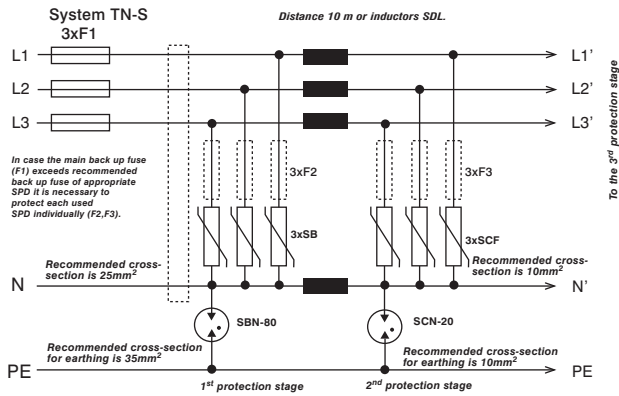 System TN-S
3xF1
Distance 10 m or inductors SDL.
L1
L1'
L2
L2'
L3
L3'
To the 3rd protection stage
In case the main back up fuse
(F1) exceeds recommended
back up fuse of appropriate
SPD it is necessary to
protect each used
SPD individually (F2,F3).
3xF2
3xF3
3xSB
3xSCF
Recommended cross-
section is 25mm²
Recommended cross-
section is 10mm²
N
N'
SBN-80
SCN-20
Recommended cross-section
for earthing is 35mm²
Recommended cross-section
for earthing is 10mm²
PE
PE
1st protection stage
2nd protection stage